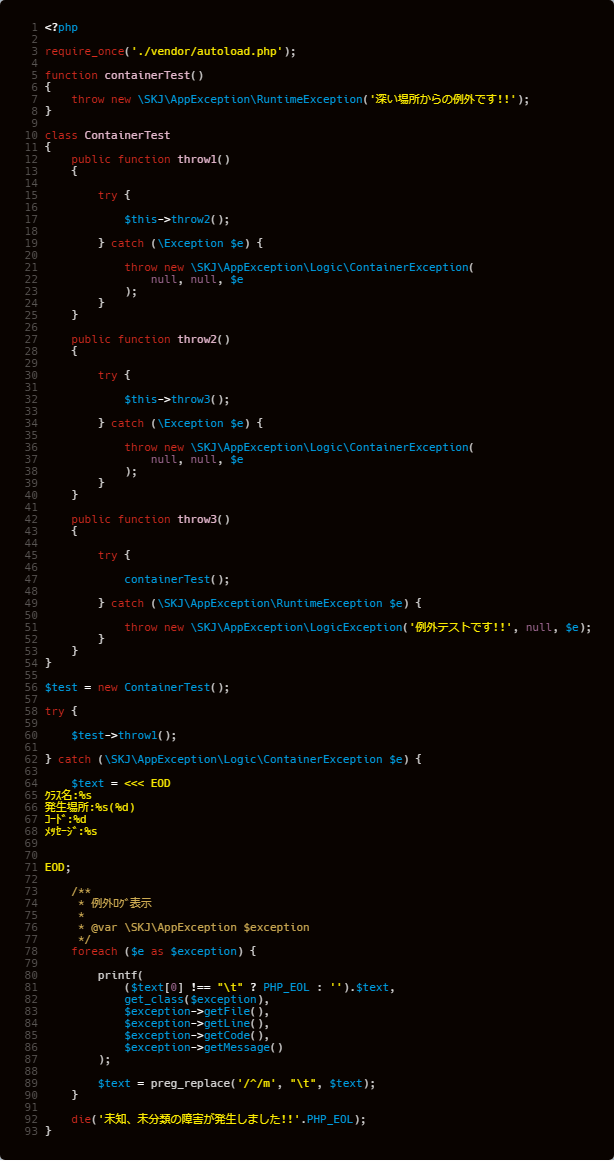 1 <?php
2
3 require_once('./vendor/autoload.php');
4
5 function containerTest()
6 {
7     throw new \SKJ\AppException\RuntimeException('深い場所からの例外です!!');
8 }
9
10 class ContainerTest
11 {
12     public function throw1()
13     {
14
15         try {
16
17             $this->throw2();
18
19         } catch (\Exception $e) {
20
21             throw new \SKJ\AppException\Logic\ContainerException(
22                 null, null, $e
23             );
24         }
25     }
26
27     public function throw2()
28     {
29
30         try {
31
32             $this->throw3();
33
34         } catch (\Exception $e) {
35
36             throw new \SKJ\AppException\Logic\ContainerException(
37                 null, null, $e
38             );
39         }
40     }
41
42     public function throw3()
43     {
44
45         try {
46
47             containerTest();
48
49         } catch (\SKJ\AppException\RuntimeException $e) {
50
51             throw new \SKJ\AppException\LogicException('例外テストです!!', null, $e);
52         }
53     }
54 }
55
56 $test = new ContainerTest();
57
58 try {
59
60     $test->throw1();
61
62 } catch (\SKJ\AppException\Logic\ContainerException $e) {
63
64     $text = <<< EOD
65 ｸﾗｽ名:%s
66 発生場所:%s(%d)
67 ｺｰﾄﾞ:%d
68 ﾒｯｾｰｼﾞ:%s
69
70
71 EOD;
72
73     /**
74      * 例外ﾛｸﾞ表示
75      *
76      * @var \SKJ\AppException $exception
77      */
78     foreach ($e as $exception) {
79
80         printf(
81             ($text[0] !== "\t" ? PHP_EOL : '').$text,
82             get_class($exception),
83             $exception->getFile(),
84             $exception->getLine(),
85             $exception->getCode(),
86             $exception->getMessage()
87         );
88
89         $text = preg_replace('/^/m', "\t", $text);
90     }
91
92     die('未知、未分類の障害が発生しました!!'.PHP_EOL);
93 }